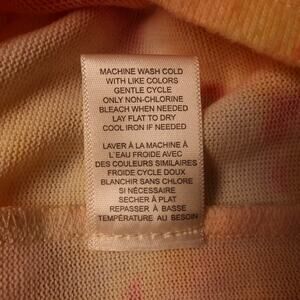 MACHINE WASH COLD
WITH LIKE COLORS
GENTLE CYCLE
ONLY NON-CHLORINE
BLEACH WHEN NEEDED
LAY FLAT TO DRY
COOL IRON IF NEEDED
LAVER À LA MACHINE À
L'EAU FROIDE AVEC
DES COULEURS SIMILAIRES
FROIDE CYCLE DOUX
BLANCHIR SANS CHLORE
SI NÉCESSAIRE
SECHER À PLAT
REPASSER À BASSE
TEMPÉRATURE AU BESOIN